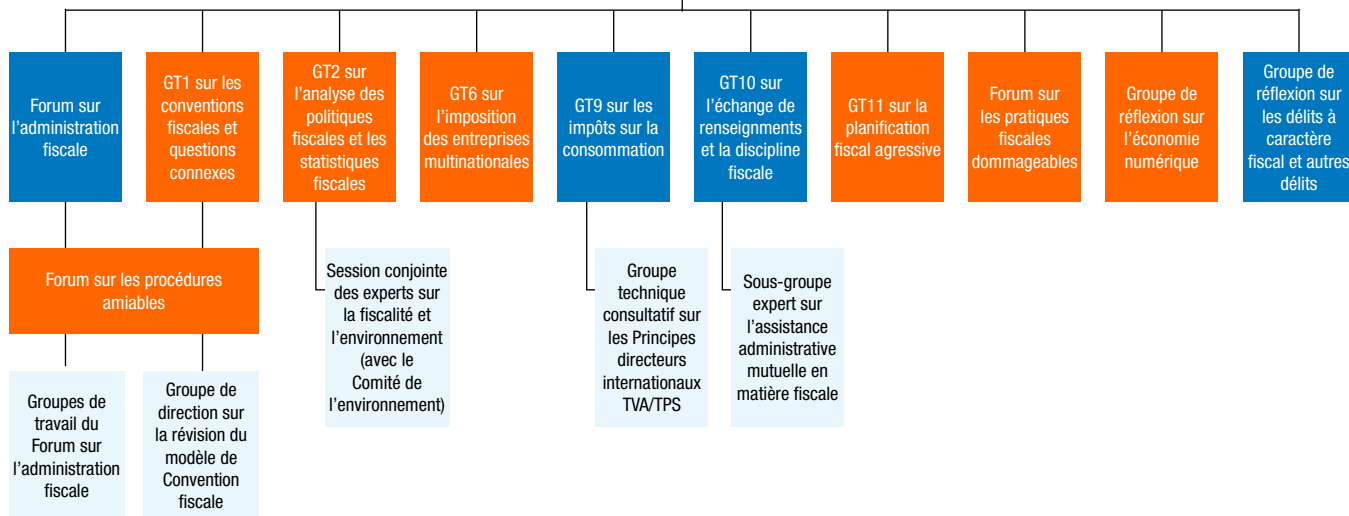 Forum sur
l'administration
fiscale
GT1 sur les
conventions
fiscales et
questions
connexes
GT2 sur
l'analyse des
politiques
fiscales et les
statistiques
fiscales
GT6 sur
l'imposition
des entreprises
multinationales
GT9 sur les
impôts sur la
consommation
GT10 sur
l'échange de
renseignments
et la discipline
fiscale
GT11 sur la
planification
fiscal agressive
Forum sur
les pratiques
fiscales
dommageables
Groupe de
réflexion sur
l'économie
numérique
Groupe de
réflexion sur
les délits à
caractère
fiscal et autres
délits
Forum sur les procédures
amiables
Session conjointe
des experts sur
la fiscalité et
l'environnement
(avec le
Comité de
l'environnement)
Groupe
technique
consultatif sur
les Principes
directeurs
internationaux
TVA/TPS
Sous-groupe
expert sur
l'assistance
administrative
mutuelle en
matière fiscale
Groupes de
travail du
Forum sur
l'administration
fiscale
Groupe de
direction sur
la révision du
modèle de
Convention
fiscale